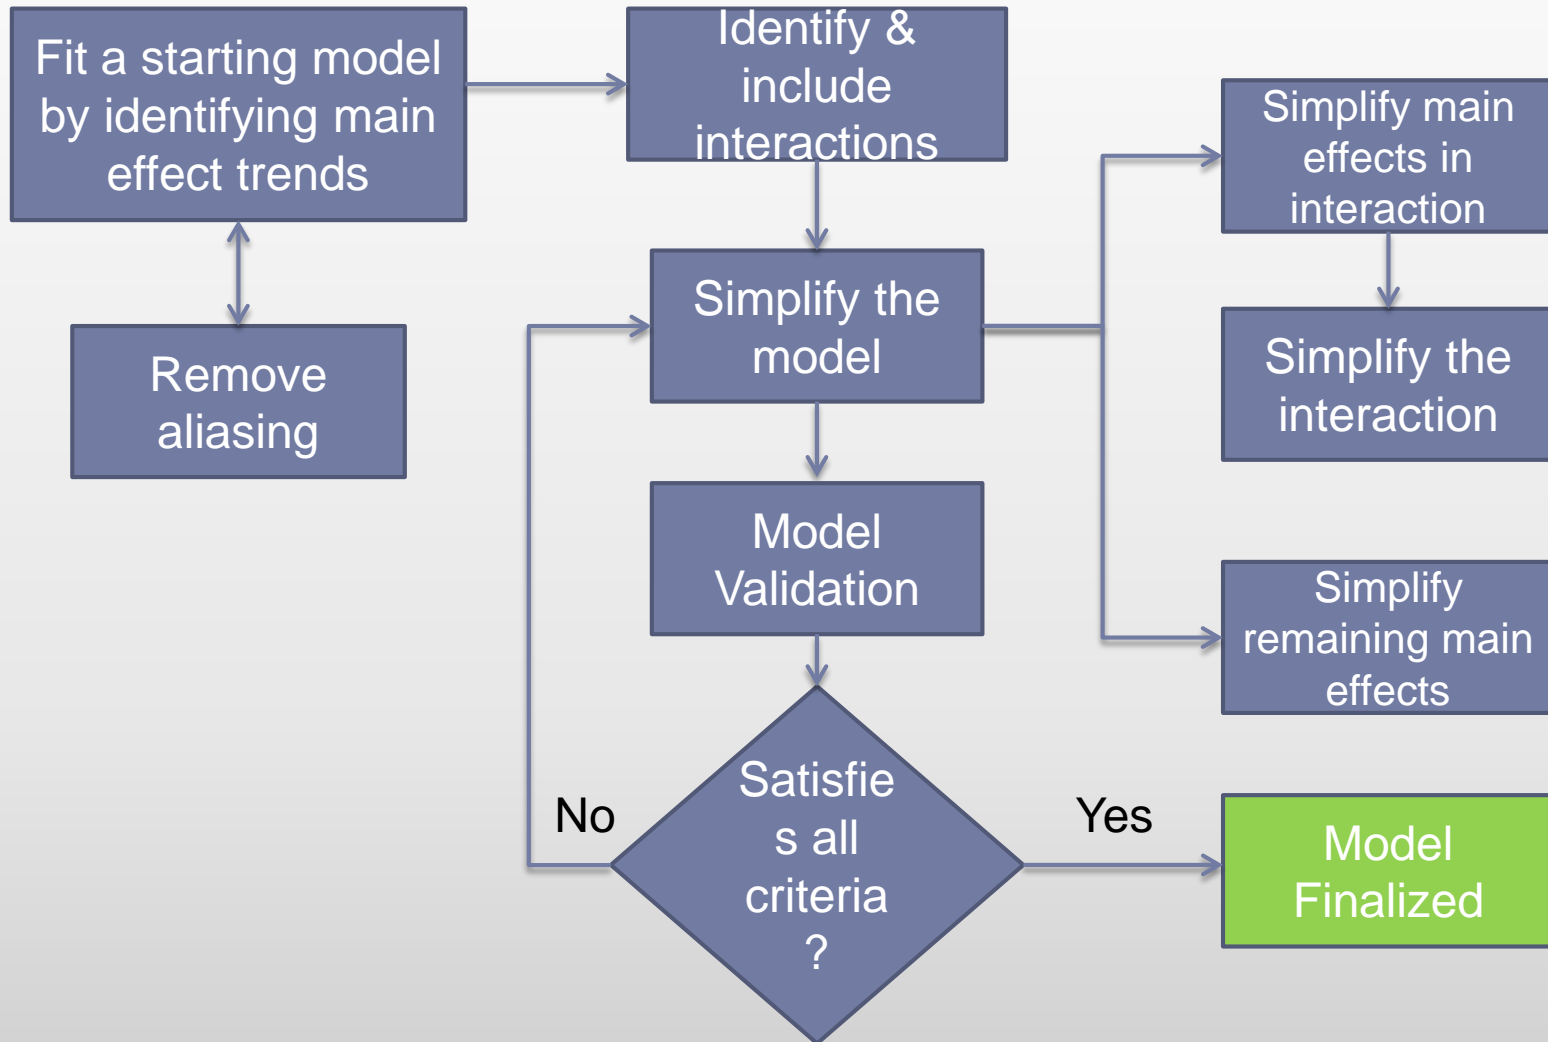 Fit a starting model
by identifying main
effect trends
Identify &
include
interactions
Simplify main
effects in
interaction
Remove
aliasing
Simplify the
model
Simplify the
interaction
Model
Validation
Simplify
remaining main
effects
Satisfie
s all
criteria
?
No
Yes
Model
Finalized